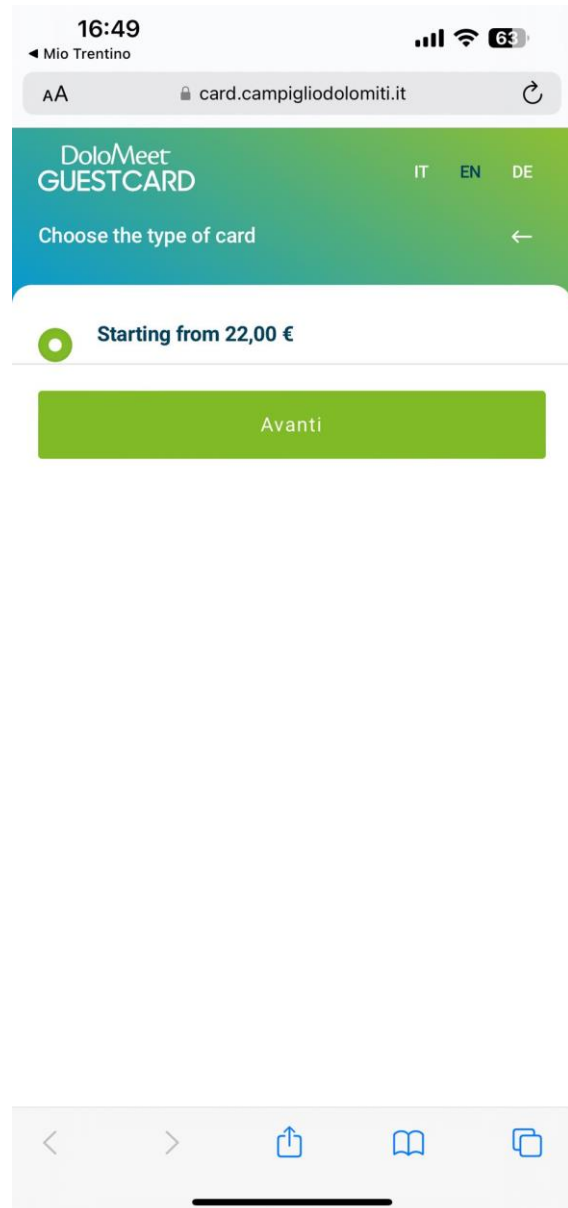 16:49
63
◀ Mio Trentino
AA card.campigliodolomiti.it
DoloMeet
GUESTCARD
IT EN DE
Choose the type of card
Starting from 22,00 €
Avanti